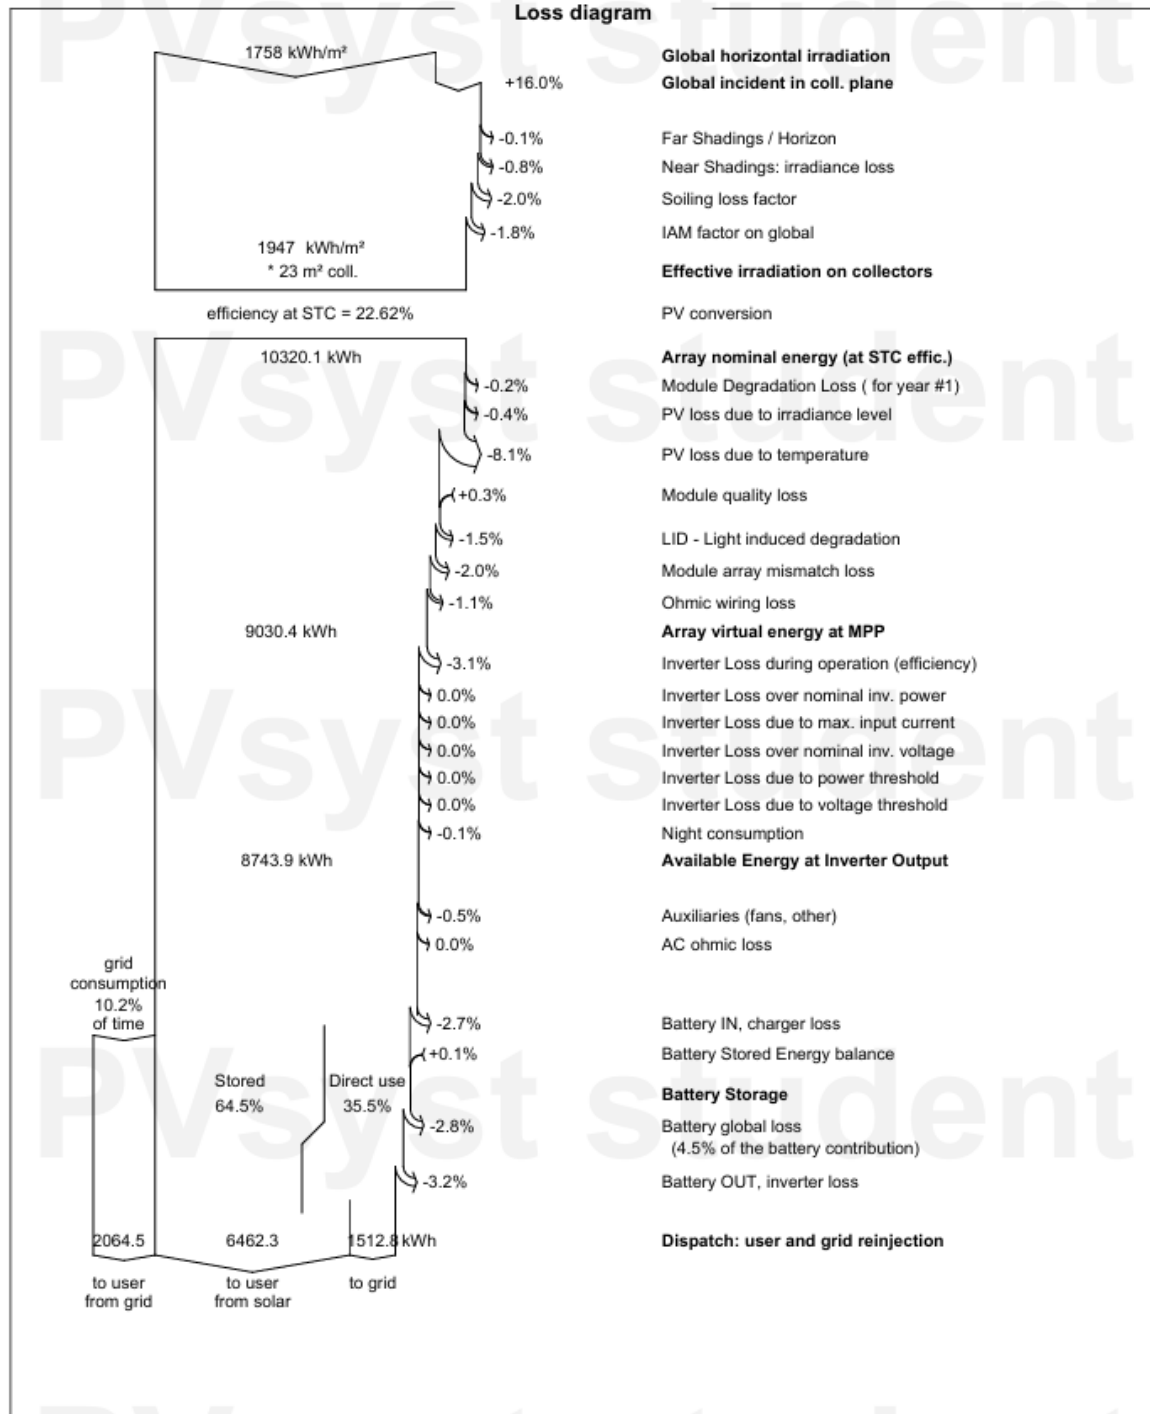 Loss diagram
1758 kWh/m²
Global horizontal irradiation
+16.0%
Global incident in coll. plane
-0.1%
Far Shadings / Horizon
-0.8%
Near Shadings: irradiance loss
-2.0%
Soiling loss factor
-1.8%
IAM factor on global
1947 kWh/m²
* 23 m² coll.
Effective irradiation on collectors
efficiency at STC = 22.62%
PV conversion
10320.1 kWh
Array nominal energy (at STC effic.)
-0.2%
Module Degradation Loss ( for year #1)
-0.4%
PV loss due to irradiance level
-8.1%
PV loss due to temperature
+0.3%
Module quality loss
-1.5%
LID - Light induced degradation
-2.0%
Module array mismatch loss
-1.1%
Ohmic wiring loss
9030.4 kWh
Array virtual energy at MPP
-3.1%
Inverter Loss during operation (efficiency)
0.0%
Inverter Loss over nominal inv. power
0.0%
Inverter Loss due to max. input current
0.0%
Inverter Loss over nominal inv. voltage
0.0%
Inverter Loss due to power threshold
0.0%
Inverter Loss due to voltage threshold
-0.1%
Night consumption
8743.9 kWh
Available Energy at Inverter Output
-0.5%
Auxiliaries (fans, other)
0.0%
AC ohmic loss
grid
consumption
10.2%
of time
-2.7%
Battery IN, charger loss
+0.1%
Battery Stored Energy balance
Stored
64.5%
Direct use
35.5%
Battery Storage
-2.8%
Battery global loss
(4.5% of the battery contribution)
-3.2%
Battery OUT, inverter loss
2064.5
6462.3
1512.8 kWh
Dispatch: user and grid reinjection
to user
from grid
to user
from solar
to grid
PVsyst student
PVsyst student
PVsyst student
PVsyst student